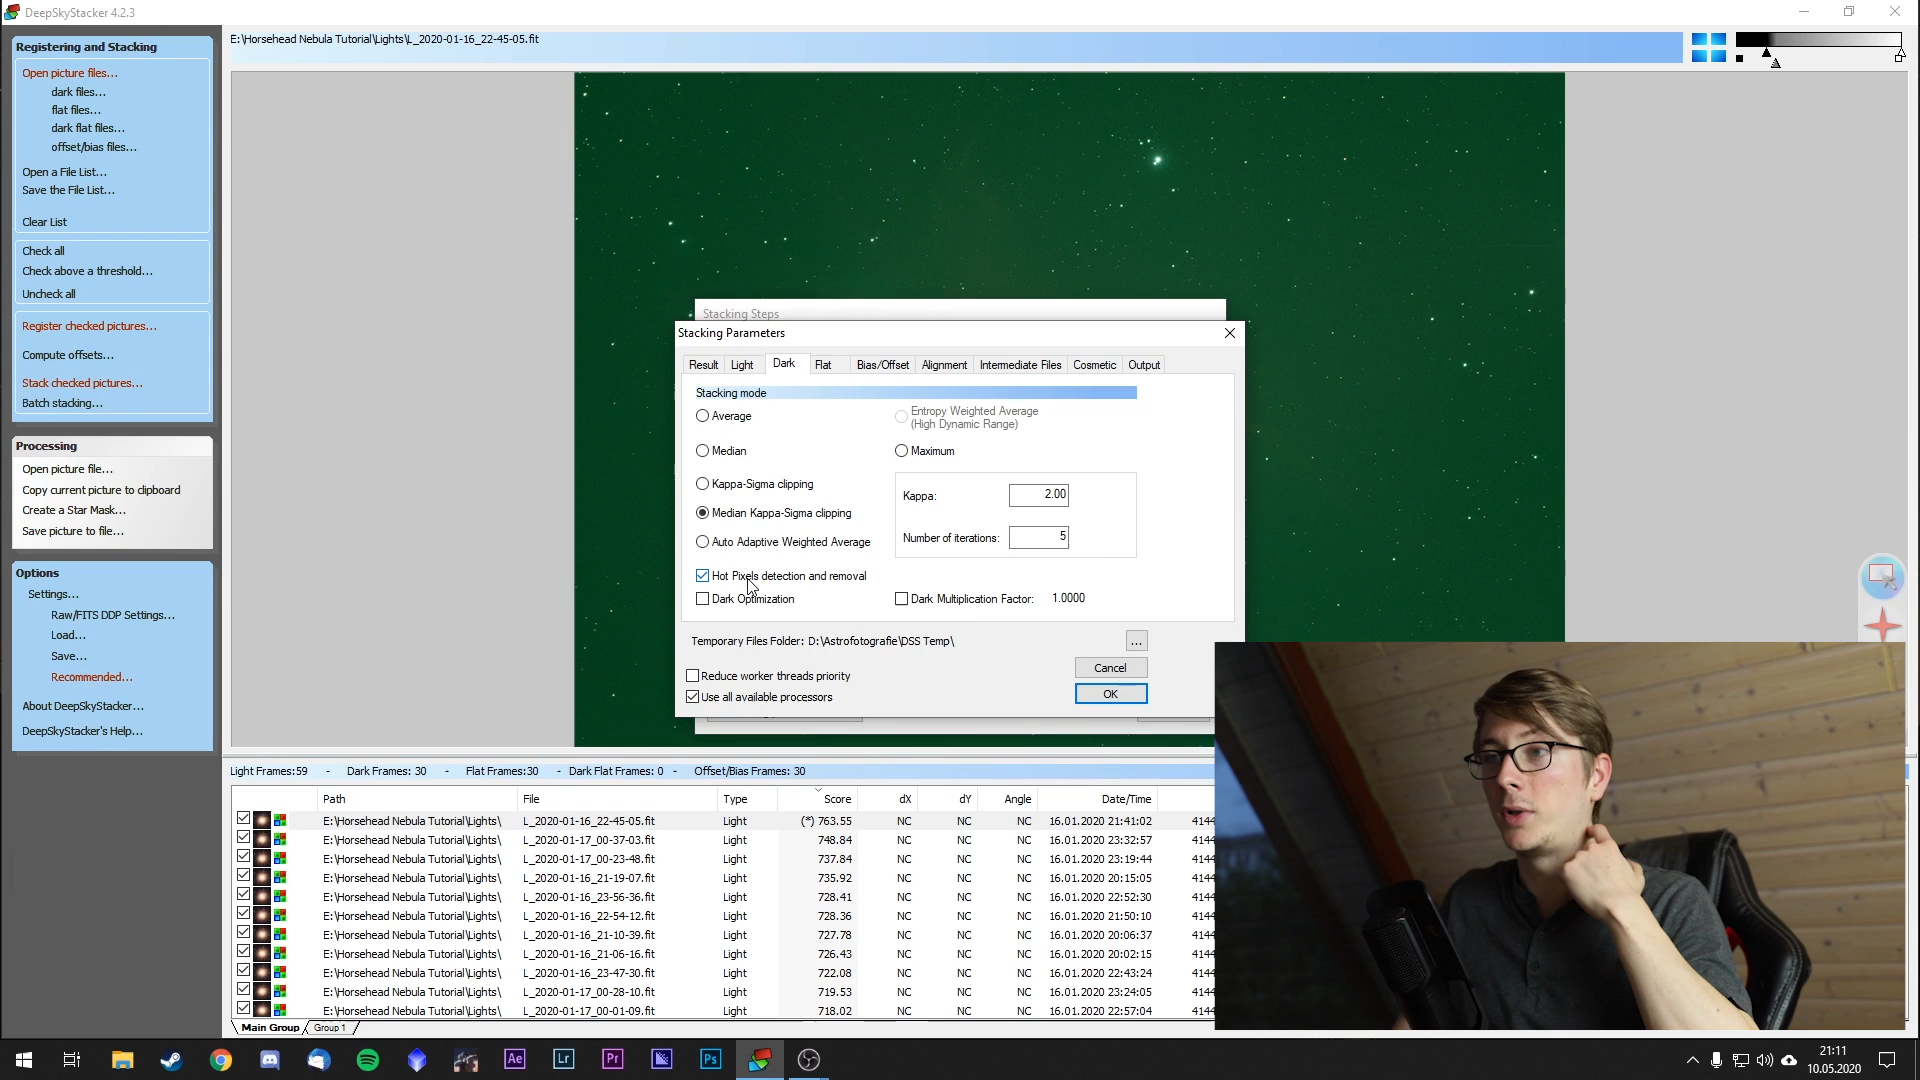 DeepSkyStacker 4.2.3
Registering and Stacking
Open picture files...
dark files...
flat files...
dark flat files...
offset/bias files...
Open a File List...
Save the File List...
Clear List
Check all
Check above a threshold...
Uncheck all
Register checked pictures...
Compute offsets...
Stack checked pictures...
Batch stacking...
Processing
Open picture file...
Copy current picture to clipboard
Create a Star Mask...
Save picture to file...
Options
Settings...
Raw/FITS DDP Settings...
Load...
Save...
Recommended...
About DeepSkyStacker...
DeepSkyStacker's Help...
E:\Horsehead Nebula Tutorial\Lights\L_2020-01-16_22-45-05.fit
Stacking Steps
Stacking Parameters
Result Light Dark Flat Bias/Offset Alignment Intermediate Files Cosmetic Output
Stacking mode
Average
Entropy Weighted Average
(High Dynamic Range)
Median
Maximum
Kappa-Sigma clipping
Kappa: 2.00
Median Kappa-Sigma clipping
Number of iterations: 5
Auto Adaptive Weighted Average
Hot Pixels detection and removal
Dark Optimization
Dark Multiplication Factor: 1.0000
Temporary Files Folder: D:\Astrofotografie\DSS Temp\
...
Reduce worker threads priority
Cancel
Use all available processors
OK
Light Frames:59 - Dark Frames: 30 - Flat Frames:30 - Dark Flat Frames: 0 - Offset/Bias Frames: 30
Path File Type Score dX dY Angle Date/Time
E:\Horsehead Nebula Tutorial\Lights\ L_2020-01-16_22-45-05.fit Light (*) 763.55 NC NC NC 16.01.2020 21:41:02 4144
E:\Horsehead Nebula Tutorial\Lights\ L_2020-01-17_00-37-03.fit Light 748.84 NC NC NC 16.01.2020 23:32:57 4144
E:\Horsehead Nebula Tutorial\Lights\ L_2020-01-17_00-23-48.fit Light 737.84 NC NC NC 16.01.2020 23:19:44 4144
E:\Horsehead Nebula Tutorial\Lights\ L_2020-01-16_21-19-07.fit Light 735.92 NC NC NC 16.01.2020 20:15:05 4144
E:\Horsehead Nebula Tutorial\Lights\ L_2020-01-16_23-56-36.fit Light 728.41 NC NC NC 16.01.2020 22:52:30 4144
E:\Horsehead Nebula Tutorial\Lights\ L_2020-01-16_22-54-12.fit Light 728.36 NC NC NC 16.01.2020 21:50:10 4144
E:\Horsehead Nebula Tutorial\Lights\ L_2020-01-16_21-10-39.fit Light 727.78 NC NC NC 16.01.2020 20:06:37 4144
E:\Horsehead Nebula Tutorial\Lights\ L_2020-01-16_21-06-16.fit Light 726.43 NC NC NC 16.01.2020 20:02:15 4144
E:\Horsehead Nebula Tutorial\Lights\ L_2020-01-16_23-47-30.fit Light 722.08 NC NC NC 16.01.2020 22:43:24 4144
E:\Horsehead Nebula Tutorial\Lights\ L_2020-01-17_00-28-10.fit Light 719.53 NC NC NC 16.01.2020 23:24:05 4144
E:\Horsehead Nebula Tutorial\Lights\ L_2020-01-17_00-01-09.fit Light 718.02 NC NC NC 16.01.2020 22:57:04 4144
Main Group Group 1
Ae Lr Pr Ps
21:11
10.05.2020